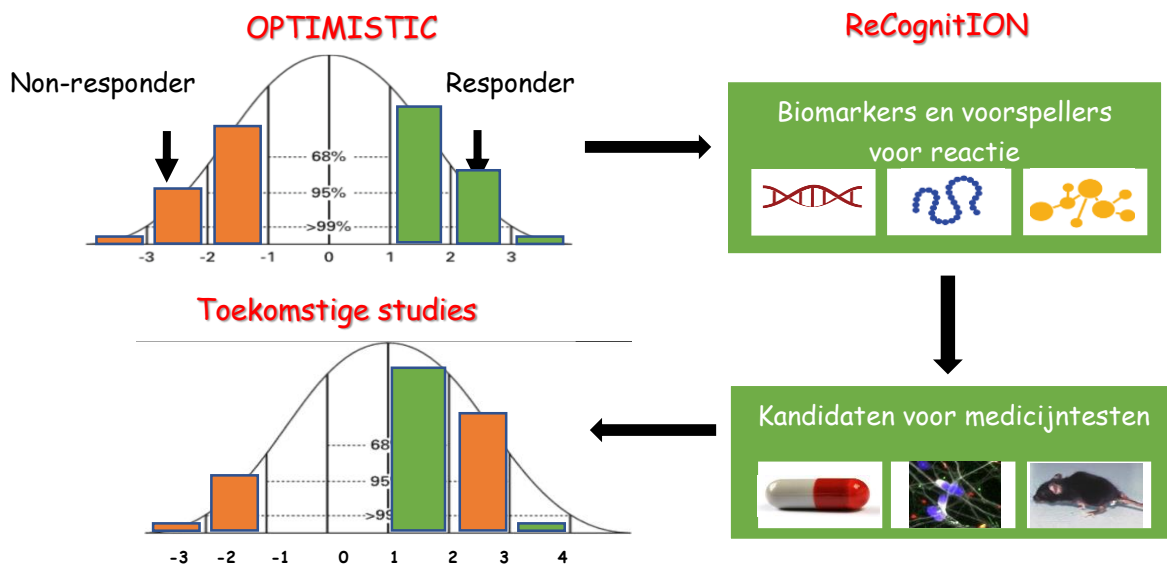 OPTIMISTIC
Non-responder
Responder
68%
95%
>99%
-3 -2 -1 0 1 2 3
ReCognitION
Biomarkers en voorspellers
voor reactie
Toekomstige studies
68
95
>99
-3 -2 -1 0 1 2 3 4
Kandidaten voor medicijntesten